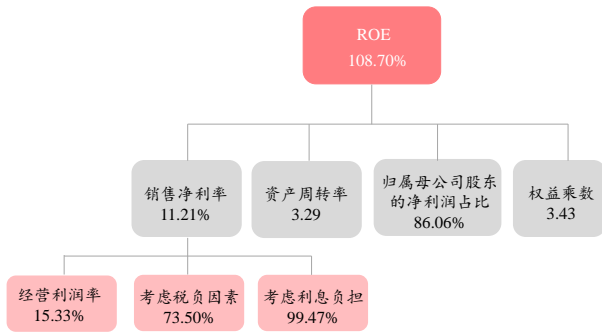 ROE
108.70%
销售净利率
11.21%
资产周转率
3.29
归属母公司股东
的净利润占比
86.06%
权益乘数
3.43
经营利润率
15.33%
考虑税负因素
73.50%
考虑利息负担
99.47%